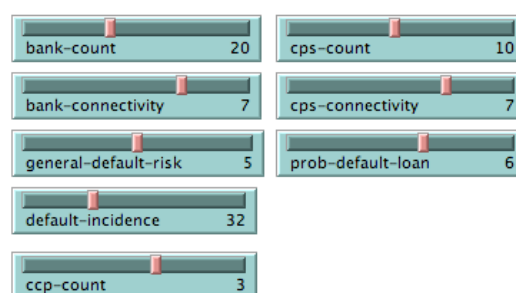 bank-count 20 cps-count 10
bank-connectivity 7 cps-connectivity 7
general-default-risk 5 prob-default-loan 6
default-incidence 32
ccp-count 3